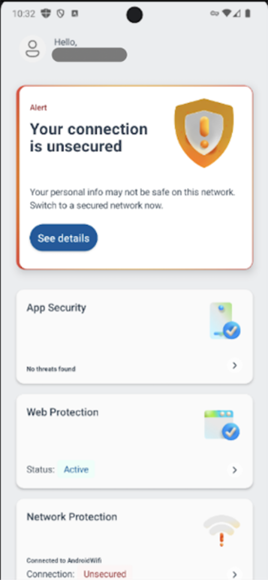 10:32
Hello,
Alert
Your connection
is unsecured
Your personal info may not be safe on this network.
Switch to a secured network now.
See details
App Security
No threats found
Web Protection
Status: Active
Network Protection
Connected to AndroidWifi
Connection: Unsecured